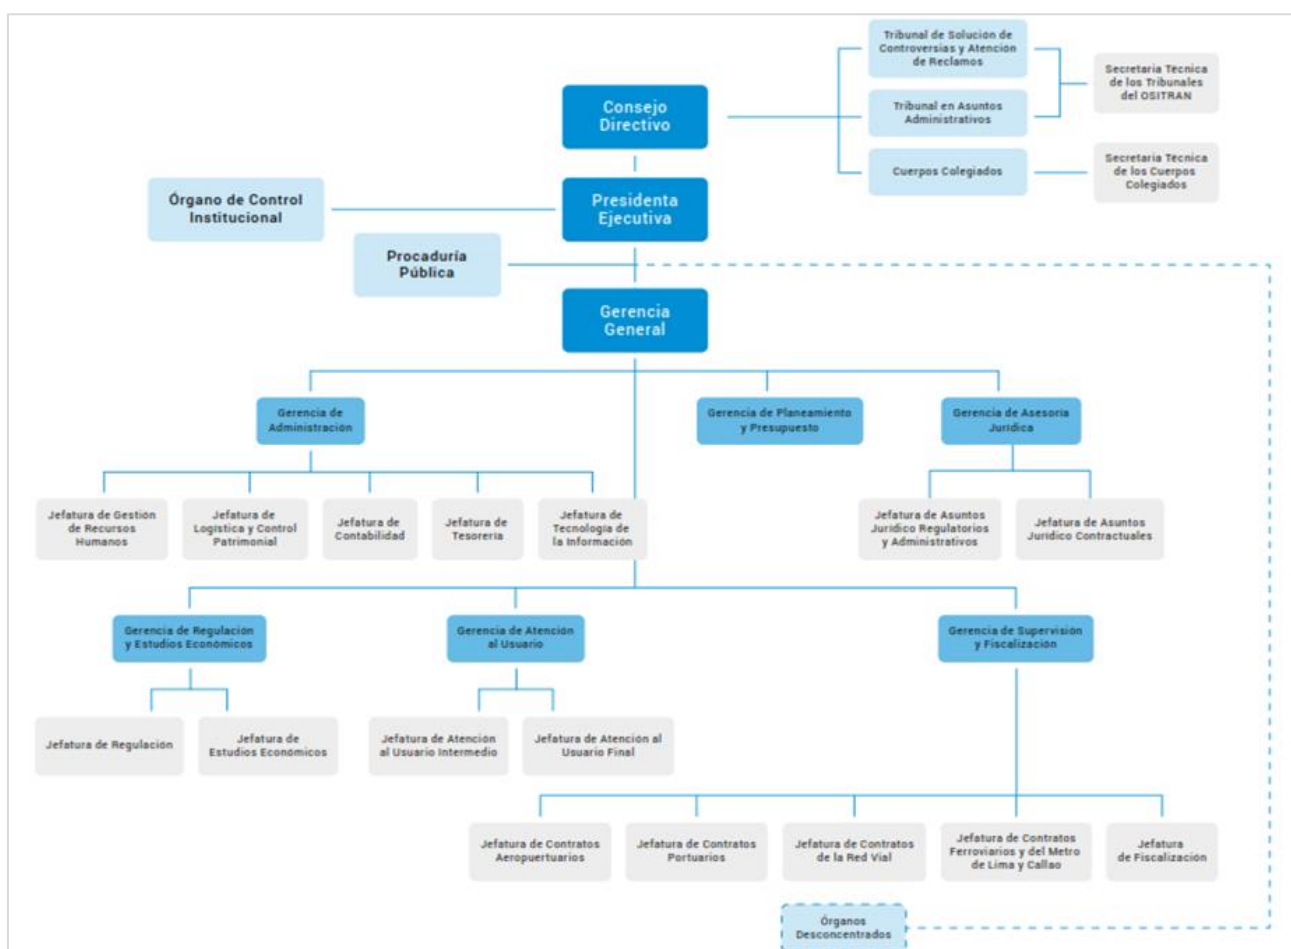 Tribunal de Solución de
Controversias y Atención
de Reclamos
Secretaria Técnica
de los Tribunales
del OSITRAN
Consejo
Directivo
Tribunal en Asuntos
Administrativos
Cuerpos Colegiados
Secretaria Técnica
de los Cuerpos
Colegiados
Órgano de Control
Institucional
Presidenta
Ejecutiva
Procaduría
Pública
Gerencia
General
Gerencia de
Administración
Gerencia de Planeamiento
y Presupuesto
Gerencia de Asesoría
Jurídica
Jefatura de Gestión
de Recursos
Humanos
Jefatura de
Logística y Control
Patrimonial
Jefatura de
Contabilidad
Jefatura de
Tesorería
Jefatura de
Tecnología de
la Información
Jefatura de Asuntos
Jurídico Regulatorios
y Administrativos
Jefatura de Asuntos
Jurídico Contractuales
Gerencia de Regulación
y Estudios Económicos
Gerencia de Atención
al Usuario
Gerencia de Supervisión
y Fiscalización
Jefatura de Regulación
Jefatura de
Estudios Económicos
Jefatura de Atención
al Usuario Intermedio
Jefatura de Atención al
Usuario Final
Jefatura de Contratos
Aeropuertuarios
Jefatura de Contratos
Portuarios
Jefatura de Contratos
de la Red Vial
Jefatura de Contratos
Ferroviarios y del Metro
de Lima y Callao
Jefatura
de Fiscalización
Órganos
Desconcentrados